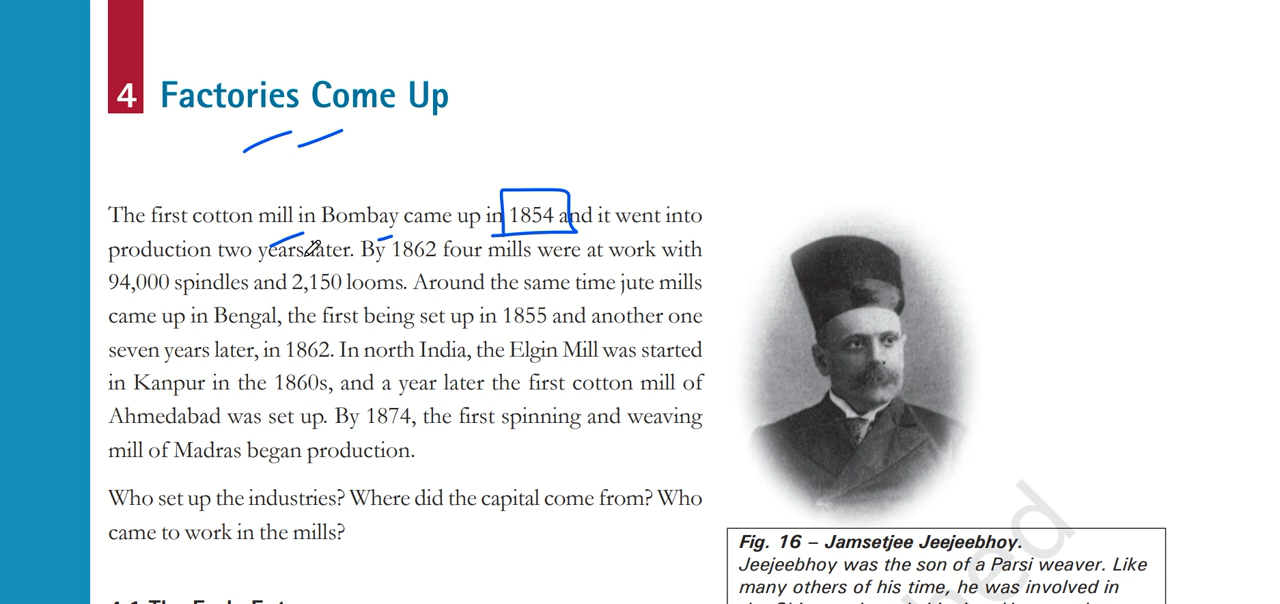 4 Factories Come Up
The first cotton mill in Bombay came up in 1854 and it went into
production two years later. By 1862 four mills were at work with
94,000 spindles and 2,150 looms. Around the same time jute mills
came up in Bengal, the first being set up in 1855 and another one
seven years later, in 1862. In north India, the Elgin Mill was started
in Kanpur in the 1860s, and a year later the first cotton mill of
Ahmedabad was set up. By 1874, the first spinning and weaving
mill of Madras began production.
Who set up the industries? Where did the capital come from? Who
came to work in the mills?
Fig. 16 – Jamsetjee Jeejeebhoy.
Jeejeebhoy was the son of a Parsi weaver. Like
many others of his time, he was involved in